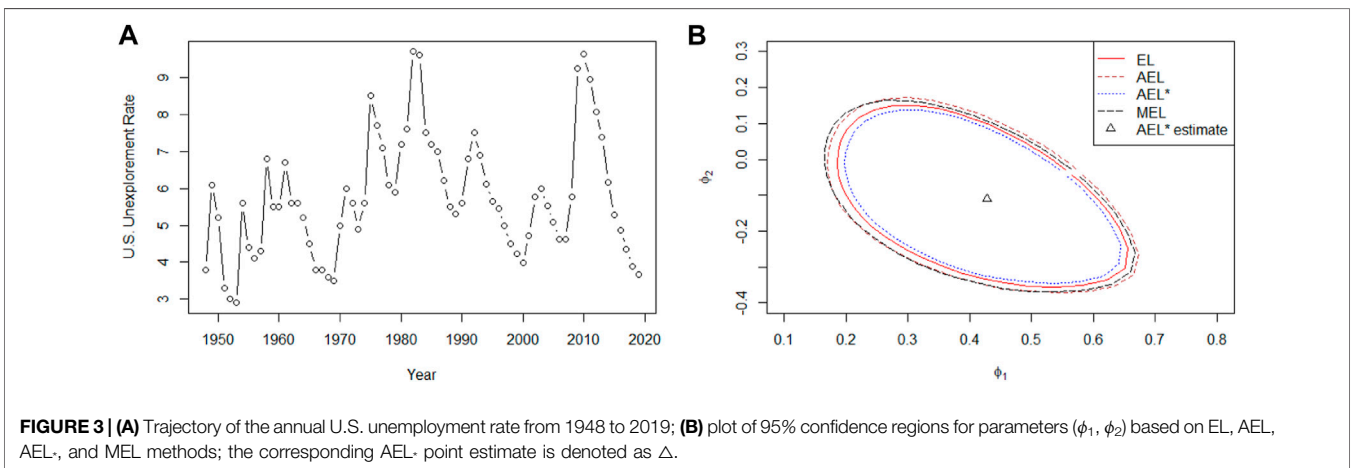 A
U.S. Unexplorement Rate
9
8
7
6
5
4
3
1950 1960 1970 1980 1990 2000 2010 2020
Year
B
ϕ2
0.3
0.2
0.1
0.0
-0.2
-0.4
EL
AEL
AEL*
MEL
AEL* estimate
0.1 0.2 0.3 0.4 0.5 0.6 0.7 0.8
ϕ1
FIGURE 3 | (A) Trajectory of the annual U.S. unemployment rate from 1948 to 2019; (B) plot of 95% confidence regions for parameters (ϕ1, ϕ2) based on EL, AEL,
AEL*, and MEL methods; the corresponding AEL* point estimate is denoted as △.